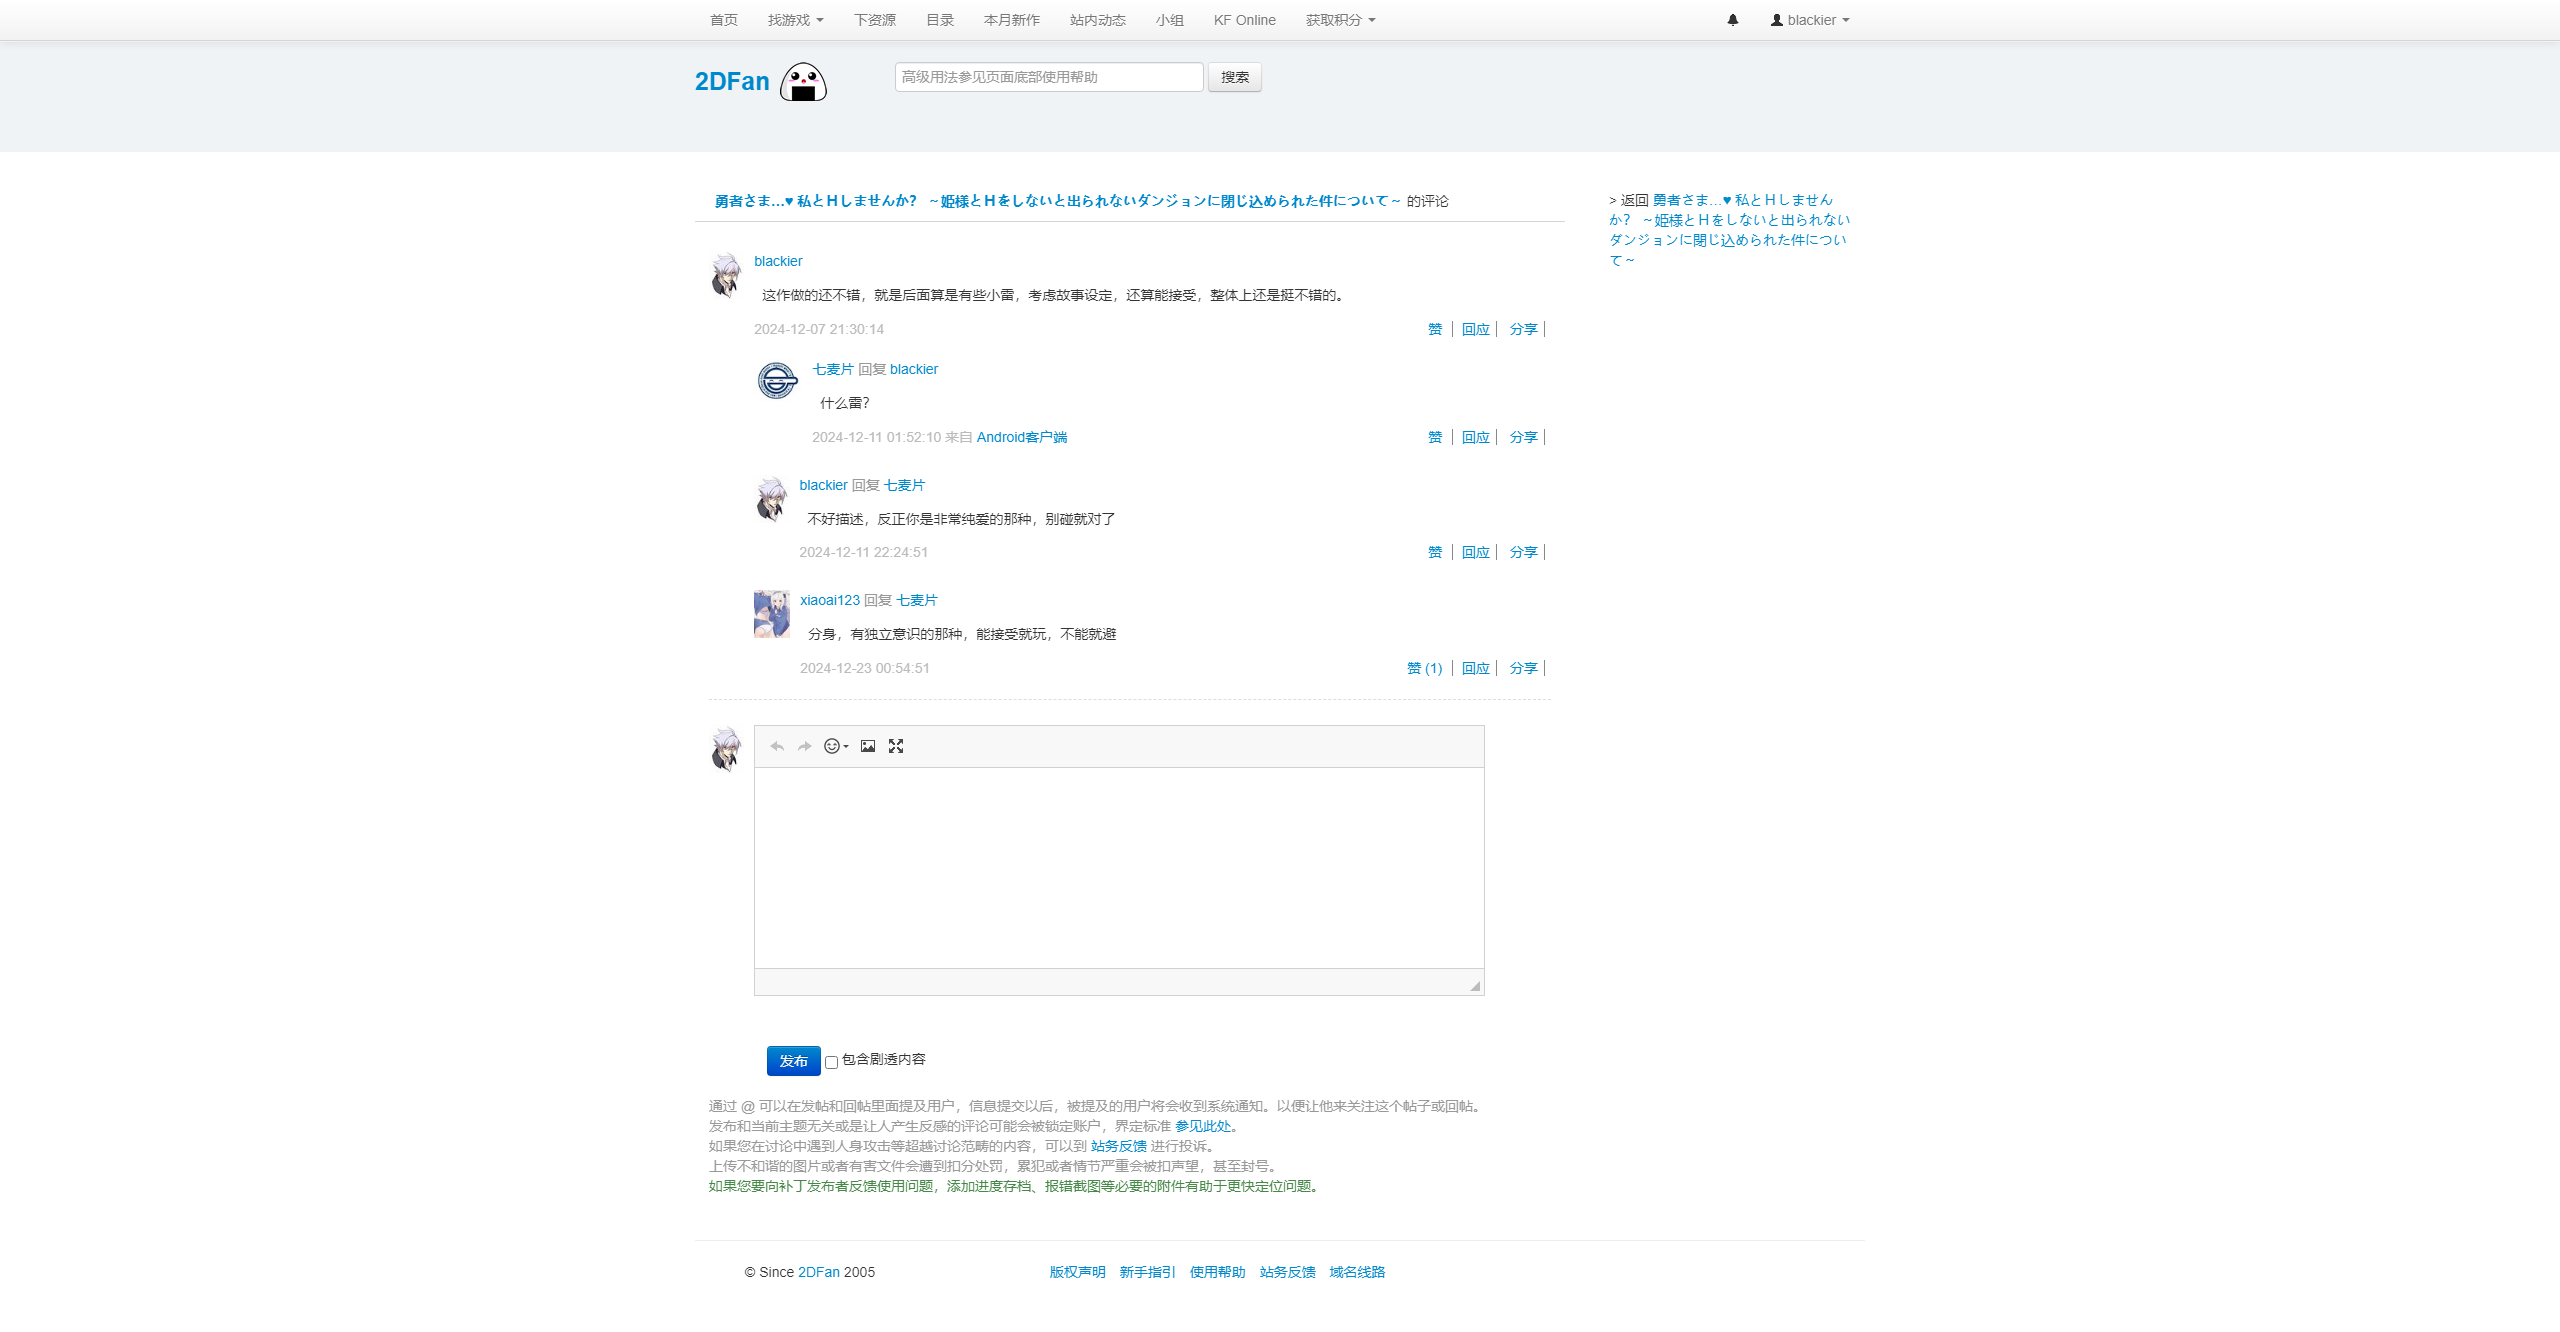 首页 找游戏 下资源 目录 本月新作 站内动态 小组 KF Online 获取积分 blackier
2DFan 高级用法参见页面底部使用帮助 搜索
勇者さま…♥ 私とＨしませんか？ ～姫様とＨをしないと出られないダンジョンに閉じ込められた件について～ 的评论
blackier
这作做的还不错，就是后面算是有些小雷，考虑故事设定，还算能接受，整体上还是挺不错的。
2024-12-07 21:30:14 赞 回应 分享
七麦片 回复 blackier
什么雷？
2024-12-11 01:52:10 来自 Android客户端 赞 回应 分享
blackier 回复 七麦片
不好描述，反正你是非常纯爱的那种，别碰就对了
2024-12-11 22:24:51 赞 回应 分享
xiaoai123 回复 七麦片
分身，有独立意识的那种，能接受就玩，不能就避
2024-12-23 00:54:51 赞 (1) 回应 分享
发布 包含剧透内容
通过 @ 可以在发帖和回帖里面提及用户，信息提交以后，被提及的用户将会收到系统通知。以便让他来关注这个帖子或回帖。
发布和当前主题无关或是让人产生反感的评论可能会被锁定账户，界定标准 参见此处。
如果您在讨论中遇到人身攻击等超越讨论范畴的内容，可以到 站务反馈 进行投诉。
上传不和谐的图片或者有害文件会遭到扣分处罚，累犯或者情节严重会被扣声望，甚至封号。
如果您要向补丁发布者反馈使用问题，添加进度存档、报错截图等必要的附件有助于更快定位问题。
> 返回 勇者さま…♥ 私とＨしません
か？ ～姫様とＨをしないと出られない
ダンジョンに閉じ込められた件につい
て～
© Since 2DFan 2005 版权声明 新手指引 使用帮助 站务反馈 域名线路